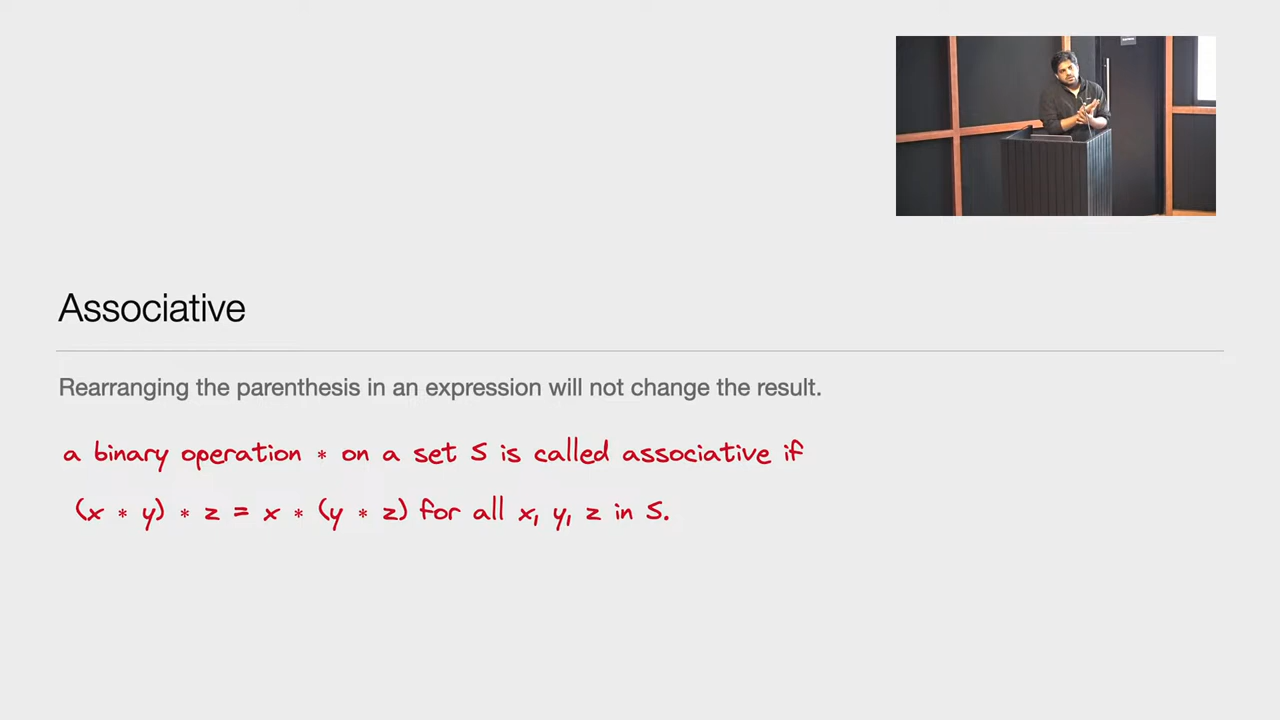 Associative
Rearranging the parenthesis in an expression will not change the result.
a binary operation * on a set S is called associative if
(x * y) * z = x * (y * z) for all x, y, z in S.